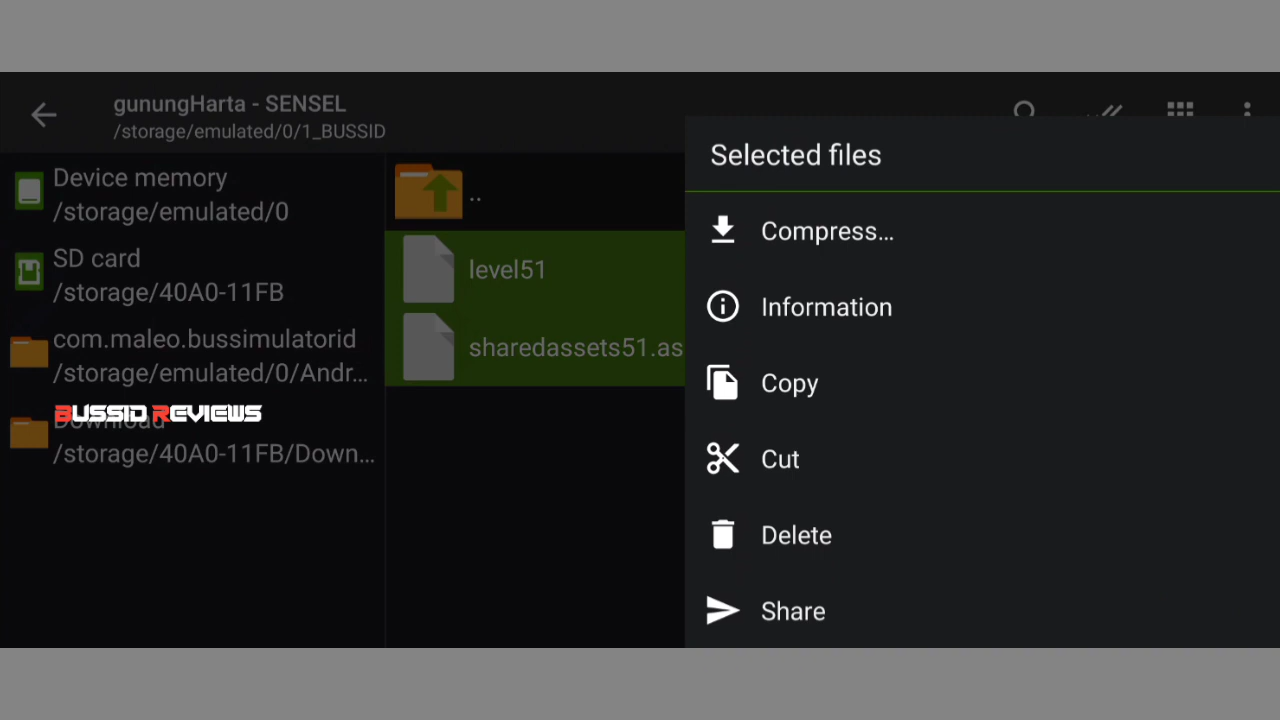 gunungHarta - SENSEL
/storage/emulated/0/1_BUSSID
Device memory
/storage/emulated/0
SD card
/storage/40A0-11FB
com.maleo.bussimulatorid
/storage/emulated/0/Andr...
BUSSID REVIEWS
Download
/storage/40A0-11FB/Down...
..
level51
sharedassets51.as
Selected files
Compress...
Information
Copy
Cut
Delete
Share